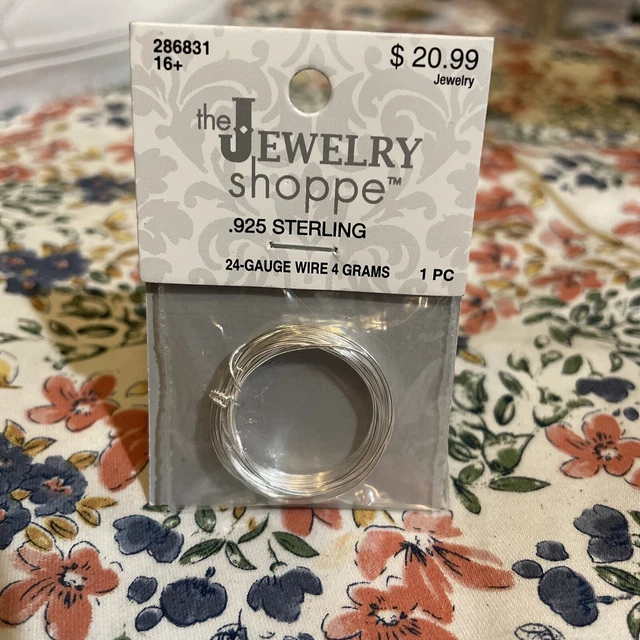 286831
16+
$ 20.99
Jewelry
the JEWELRY
shoppe™
.925 STERLING
24-GAUGE WIRE 4 GRAMS 1 PC